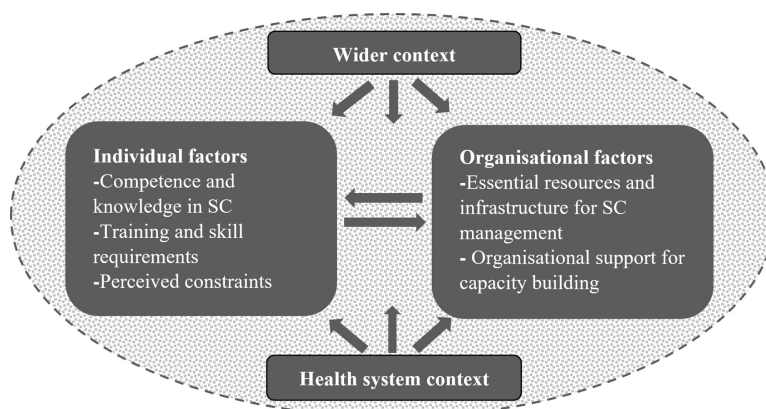 Wider context
Individual factors
-Competence and
knowledge in SC
-Training and skill
requirements
-Perceived constraints
Organisational factors
-Essential resources and
infrastructure for SC
management
- Organisational support for
capacity building
Health system context